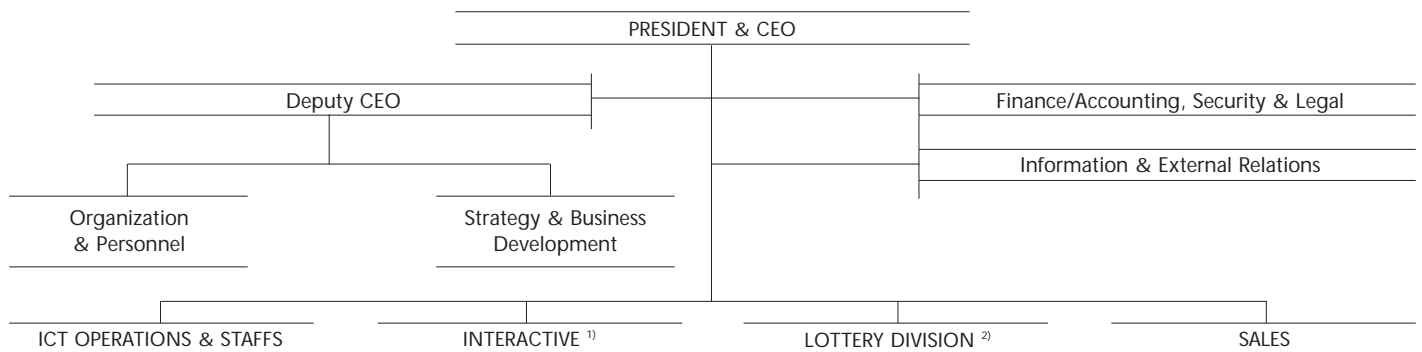 PRESIDENT & CEO
Deputy CEO
Finance/Accounting, Security & Legal
Information & External Relations
Organization
& Personnel
Strategy & Business
Development
ICT OPERATIONS & STAFFS
INTERACTIVE 1)
LOTTERY DIVISION 2)
SALES